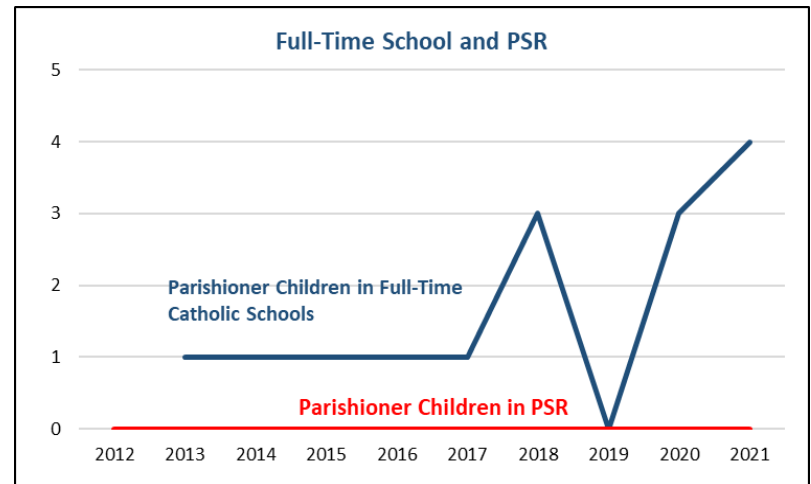 Full-Time School and PSR
5
4
3
2
1
0
Parishioner Children in Full-Time
Catholic Schools
Parishioner Children in PSR
2012 2013 2014 2015 2016 2017 2018 2019 2020 2021